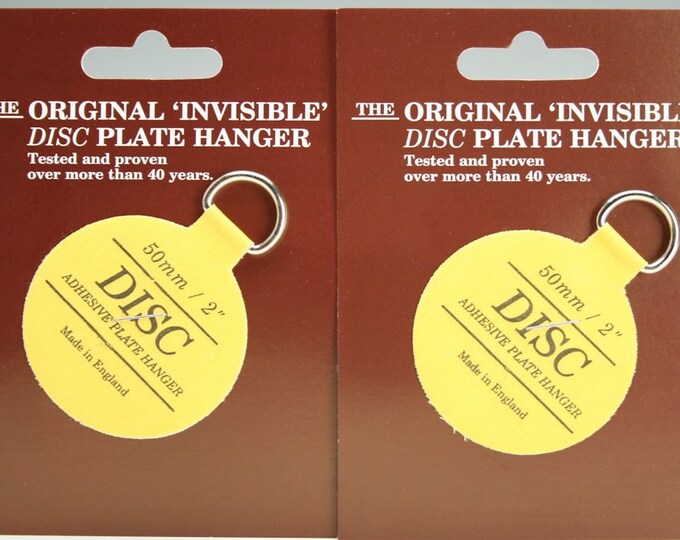 THE ORIGINAL ‘INVISIBLE’
DISC PLATE HANGER
Tested and proven
over more than 40 years.
50mm / 2"
DISC
ADHESIVE PLATE HANGER
Made in England
THE ORIGINAL ‘INVISIBL
DISC PLATE HANGER
Tested and proven
over more than 40 years.
50mm / 2"
DISC
ADHESIVE PLATE HANGER
Made in England